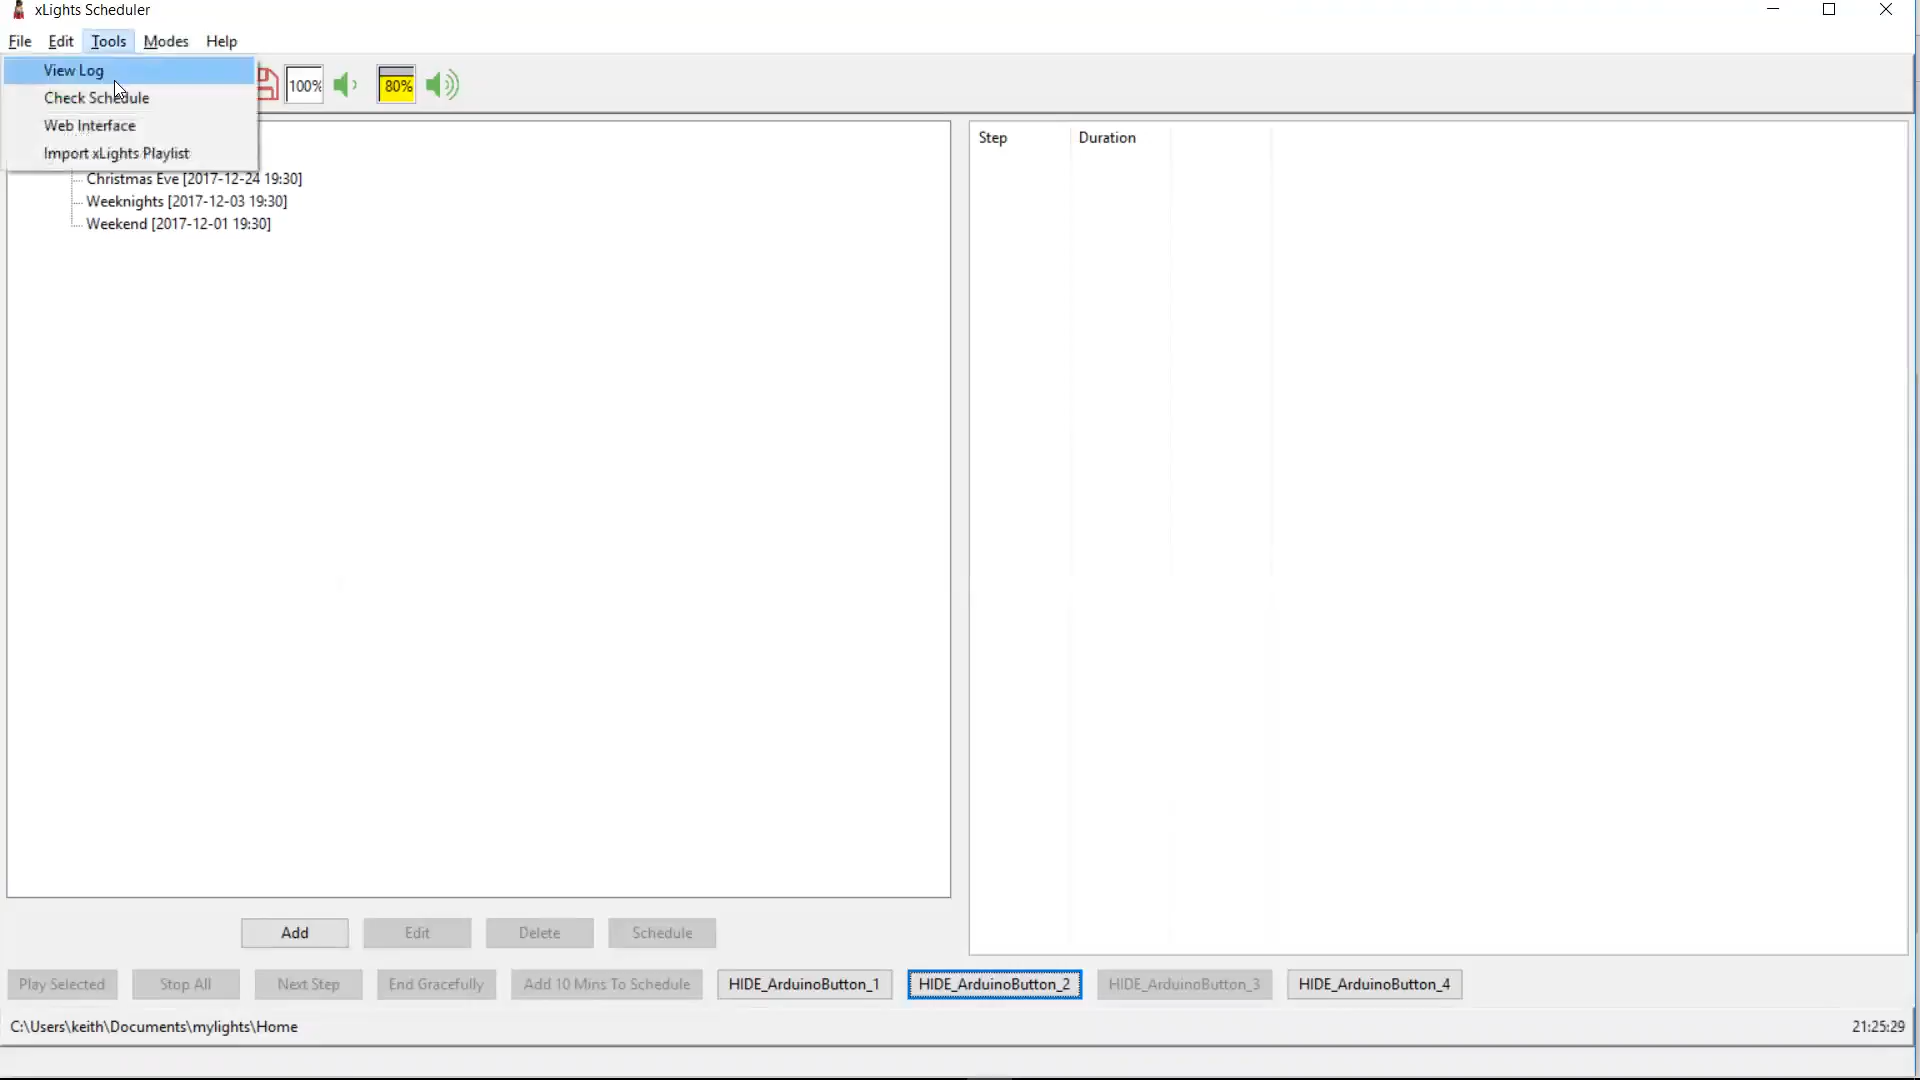 xLights Scheduler
File Edit Tools Modes Help
View Log
Check Schedule
Web Interface
Import xLights Playlist
100%
80%
Christmas Eve [2017-12-24 19:30]
Weeknights [2017-12-03 19:30]
Weekend [2017-12-01 19:30]
Step Duration
Add Edit Delete Schedule
Play Selected Stop All Next Step End Gracefully Add 10 Mins To Schedule HIDE_ArduinoButton_1 HIDE_ArduinoButton_2 HIDE_ArduinoButton_3 HIDE_ArduinoButton_4
C:\Users\keith\Documents\mylights\Home 21:25:29